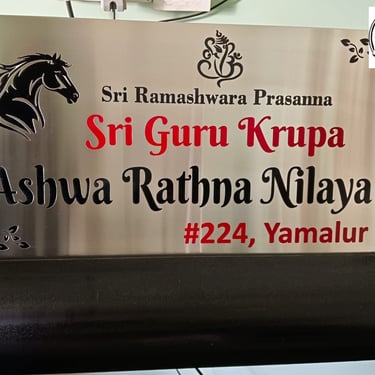 Sri Ramashwara Prasanna
Sri Guru Krupa
Ashwa Rathna Nilaya
#224, Yamalur